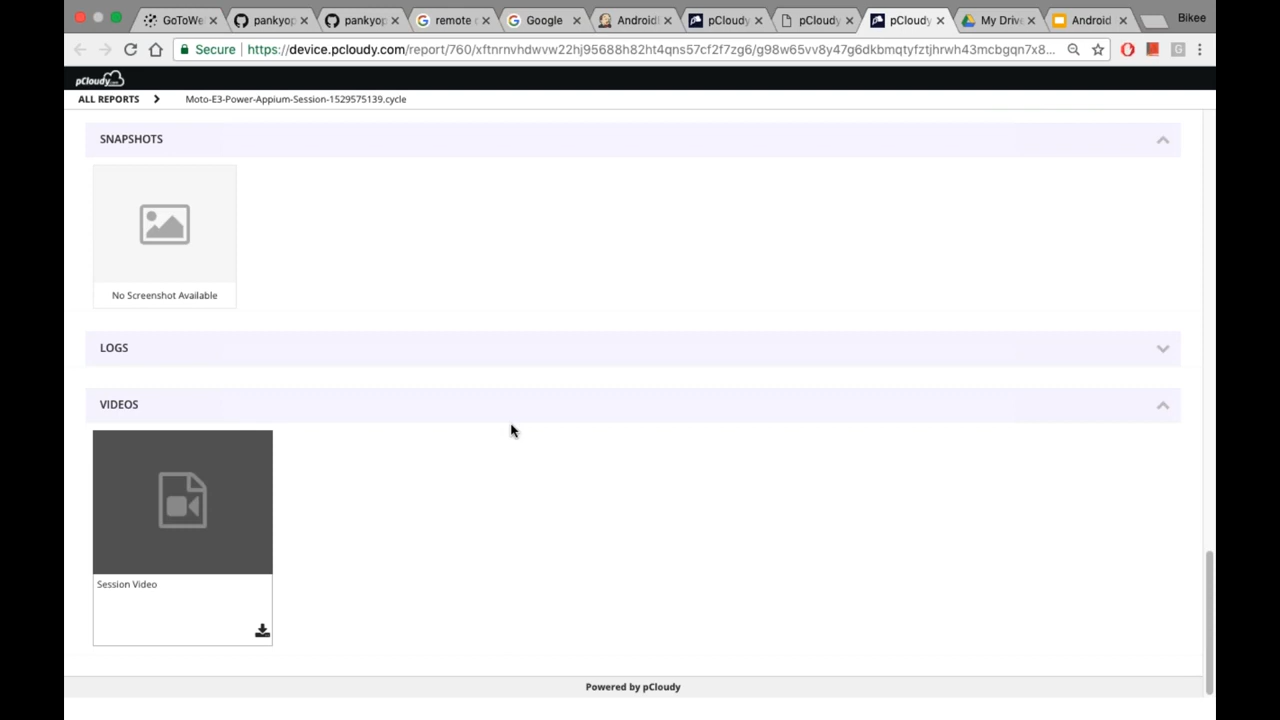 GoToWe
pankyop
pankyop
remote
Google
Android
pCloudy
pCloudy
pCloudy
My Drive
Android
Bikee
Secure
https://device.pcloudy.com/report/760/
pCloudy.com
ALL REPORTS
Moto-E3-Power-Appium-Session-1529575139.cycle
SNAPSHOTS
No Screenshot Available
LOGS
VIDEOS
Session Video
Powered by pCloudy